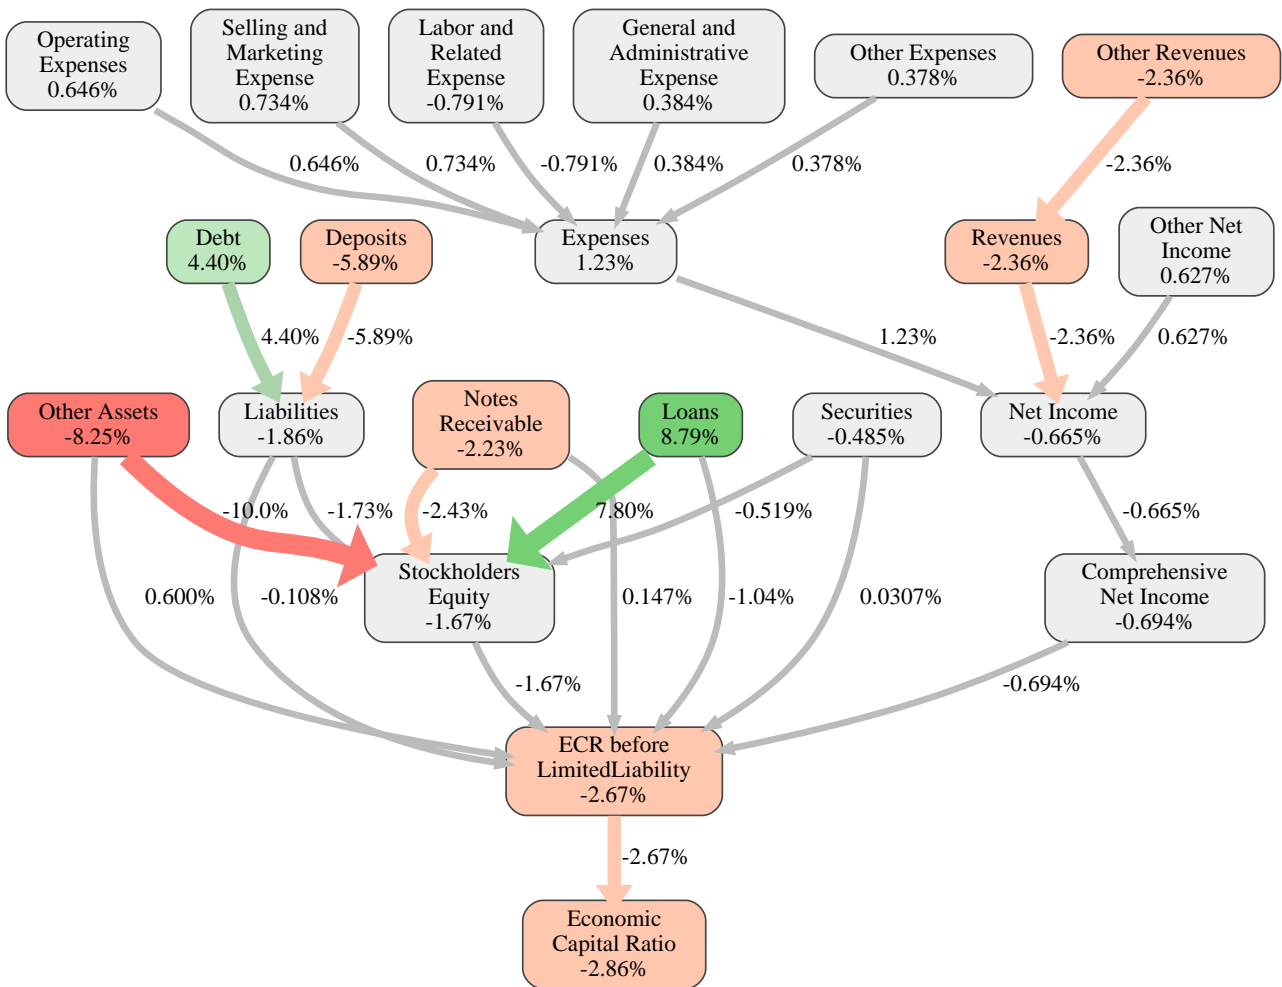 Operating
Expenses
0.646%
Selling and
Marketing
Expense
0.734%
Labor and
Related
Expense
-0.791%
General and
Administrative
Expense
0.384%
Other Expenses
0.378%
Other Revenues
-2.36%
0.646%
0.734%
-0.791%
0.384%
0.378%
-2.36%
Debt
4.40%
Deposits
-5.89%
Expenses
1.23%
Revenues
-2.36%
Other Net
Income
0.627%
4.40%
-5.89%
1.23%
-2.36%
0.627%
Other Assets
-8.25%
Liabilities
-1.86%
Notes
Receivable
-2.23%
Loans
8.79%
Securities
-0.485%
Net Income
-0.665%
-10.0%
-1.73%
-2.43%
7.80%
-0.519%
-0.665%
Stockholders
Equity
-1.67%
Comprehensive
Net Income
-0.694%
0.600%
-0.108%
0.147%
-1.04%
0.0307%
-1.67%
-0.694%
ECR before
LimitedLiability
-2.67%
-2.67%
Economic
Capital Ratio
-2.86%